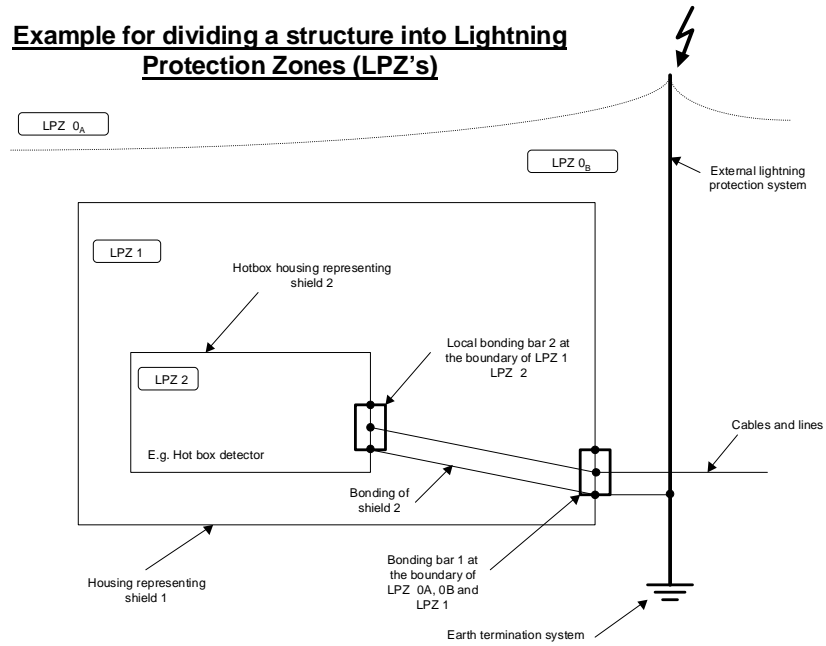 Example for dividing a structure into Lightning
Protection Zones (LPZ's)
LPZ 0A
LPZ 0B
External lightning
protection system
LPZ 1
Hotbox housing representing
shield 2
Local bonding bar 2 at
the boundary of LPZ 1
LPZ 2
LPZ 2
Cables and lines
E.g. Hot box detector
Bonding of
shield 2
Bonding bar 1 at
the boundary of
LPZ 0A, 0B and
LPZ 1
Housing representing
shield 1
Earth termination system